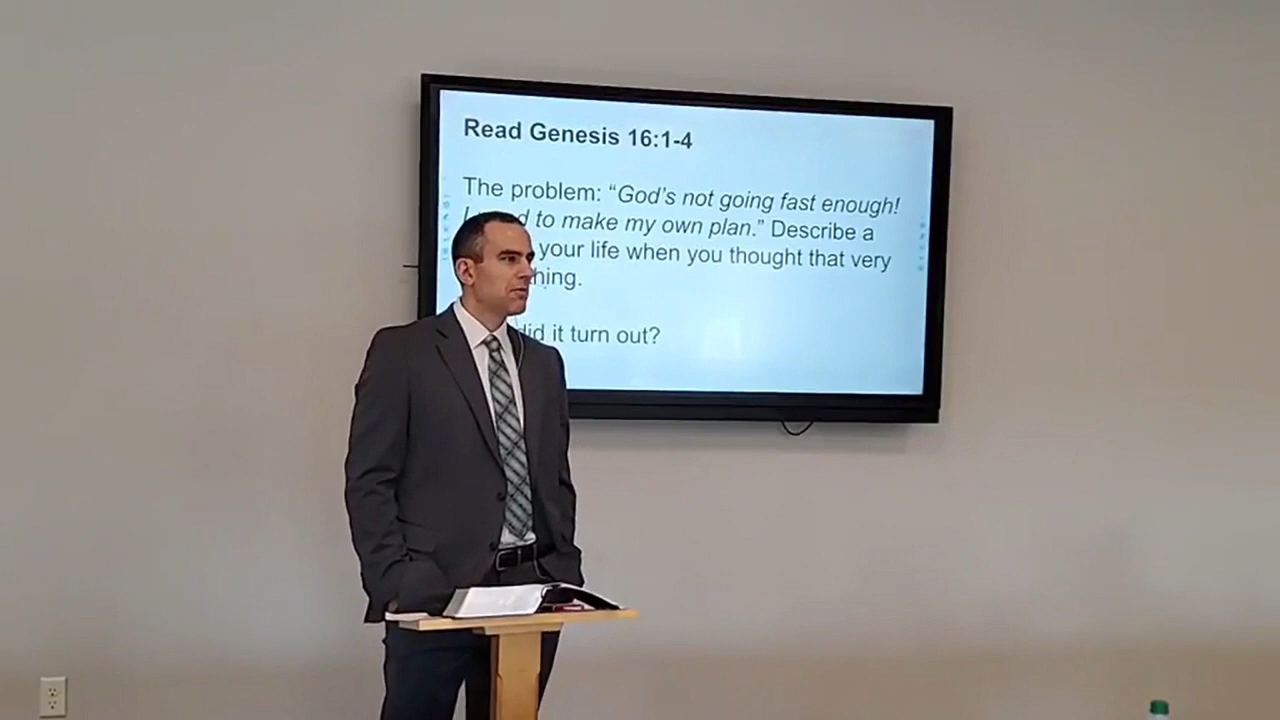 Read Genesis 16:1-4
The problem: “God’s not going fast enough!
I to make my own plan.” Describe a
your life when you thought that very
hing.
did it turn out?